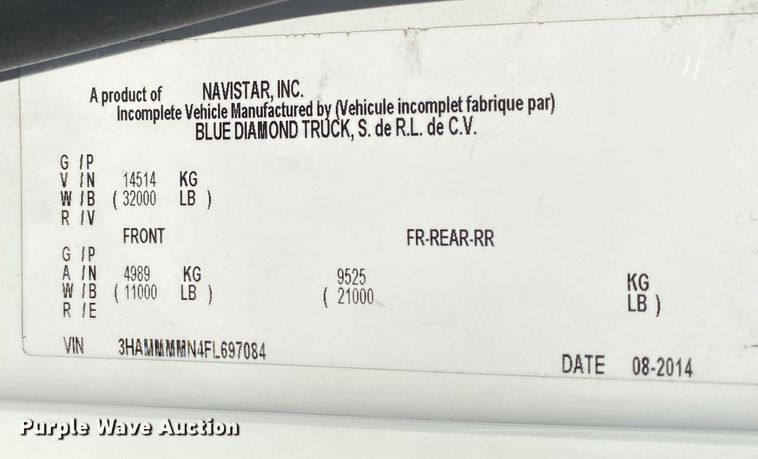 A product of NAVISTAR, INC.
Incomplete Vehicle Manufactured by (Vehicule incomplet fabrique par)
BLUE DIAMOND TRUCK, S. de R.L. de C.V.
G / P
V / N 14514 KG
W / B ( 32000 LB )
R / V
FRONT FR-REAR-RR
G / P
A / N 4989 KG 9525 KG
W / B ( 11000 LB ) ( 21000 LB )
R / E
VIN 3HAMMMMN4FL697084
DATE 08-2014
Purple Wave Auction